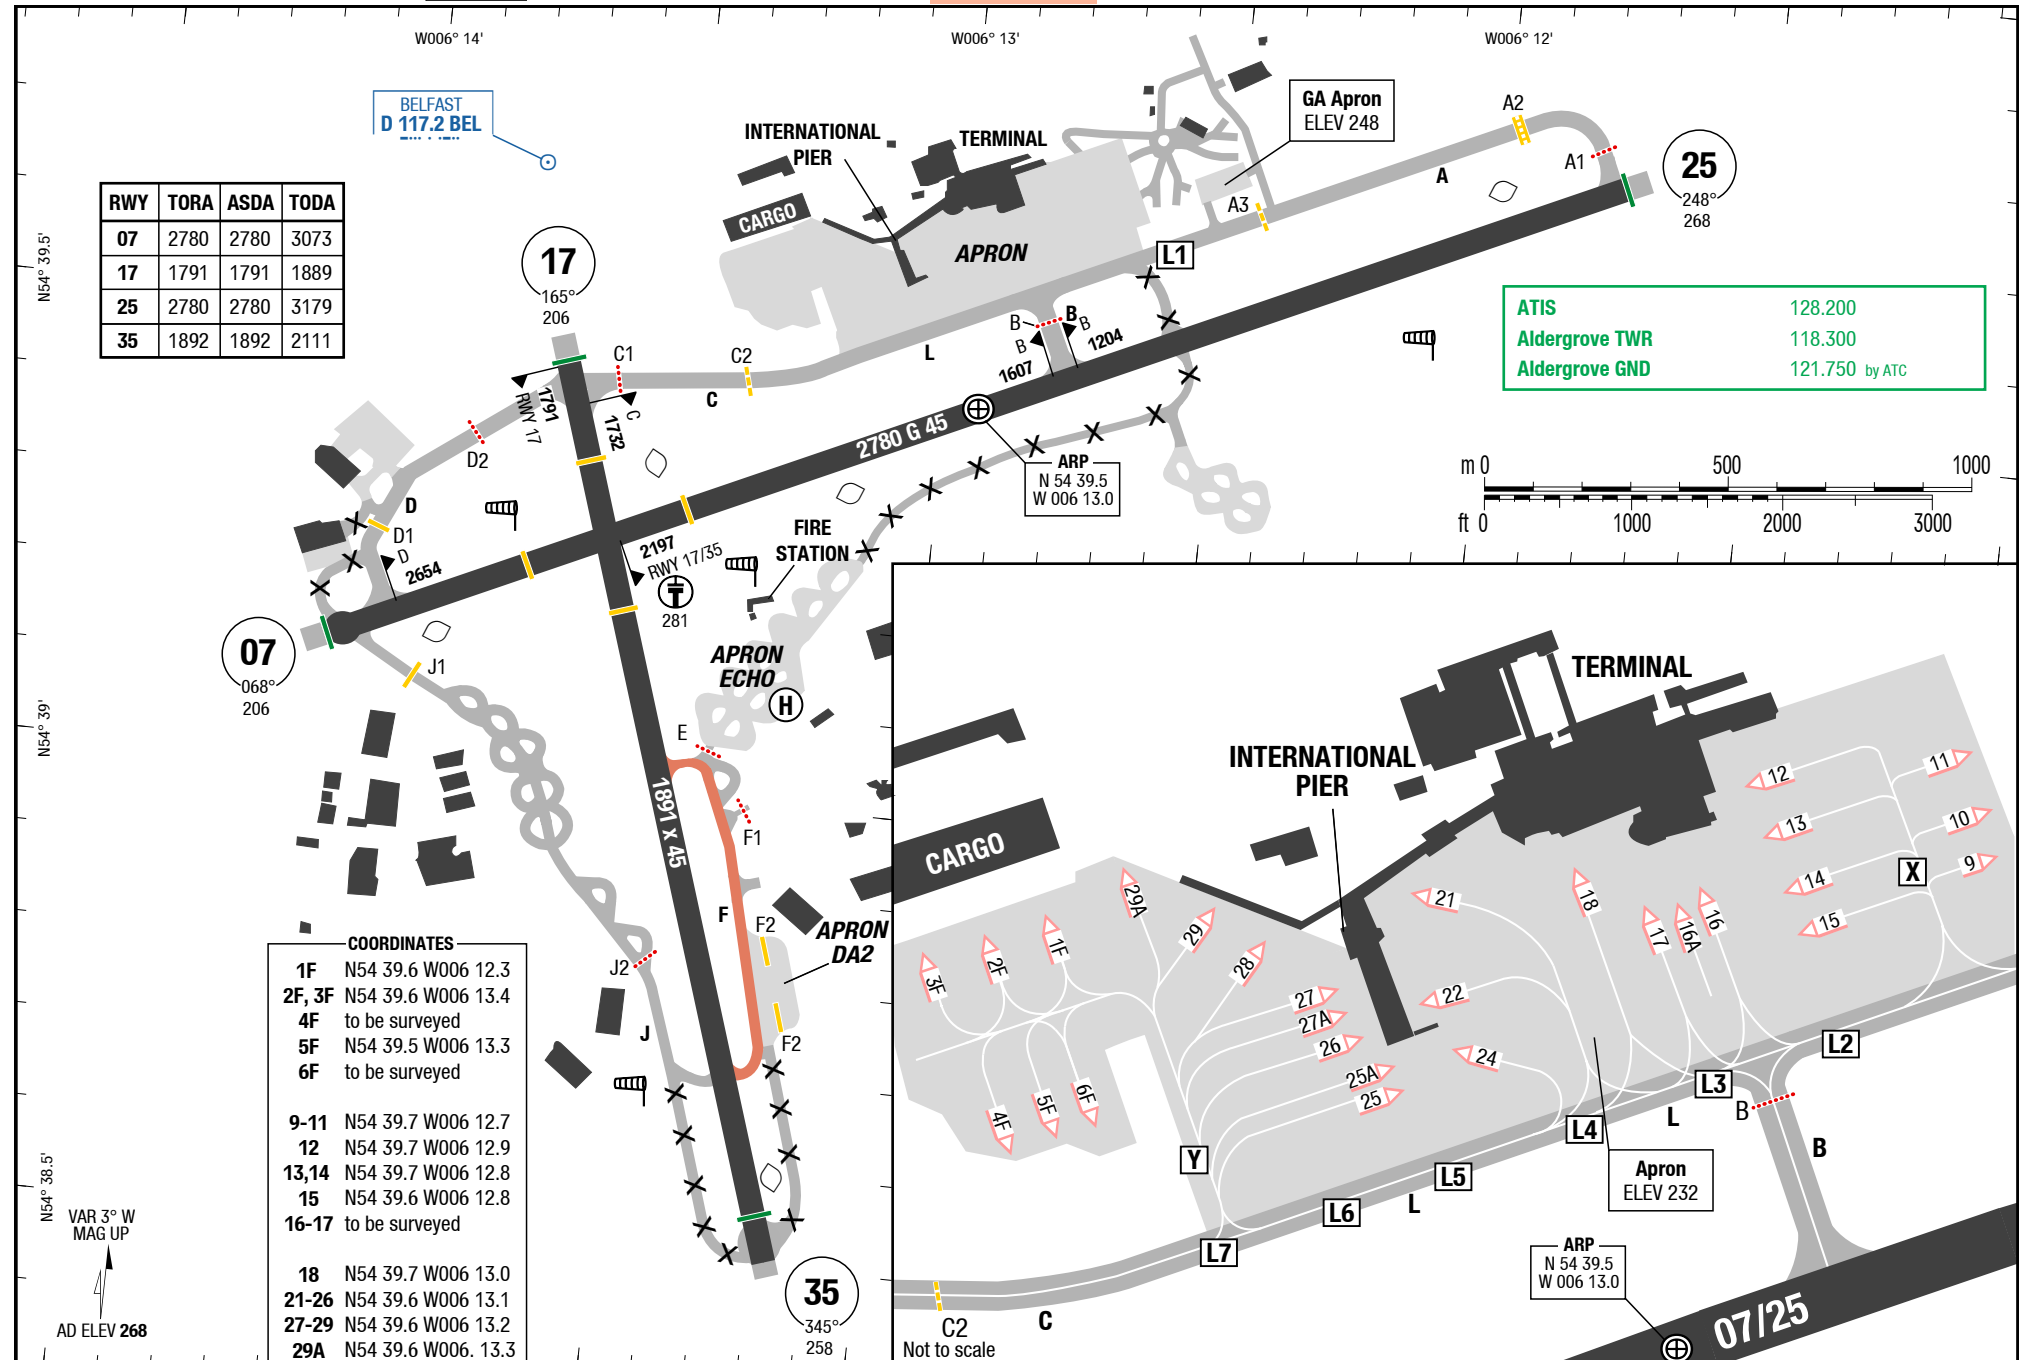 W006° 14'
W006° 13'
W006° 12'
BELFAST
D 117.2 BEL
INTERNATIONAL
PIER
TERMINAL
GA Apron
ELEV 248
A2
A1
A
25
248°
268
CARGO
A3
APRON
L1
RWY TORA ASDA TODA
07 2780 2780 3073
17 1791 1791 1889
25 2780 2780 3179
35 1892 1892 2111
N54° 39.5'
17
165°
206
ATIS 128.200
Aldergrove TWR 118.300
Aldergrove GND 121.750 by ATC
B
B
B
B
1204
1607
L
C1
C2
C
C
1791
RWY 17
1732
D2
2780 G 45
ARP
N 54 39.5
W 006 13.0
m 0 500 1000
ft 0 1000 2000 3000
D
D1
D
2654
2197
RWY 17/35
281
FIRE
STATION
07
068°
206
J1
APRON
ECHO
H
E
N54° 39'
1891 x 45
F1
F
F2
APRON
DA2
J2
J
F2
COORDINATES
1F N54 39.6 W006 12.3
2F, 3F N54 39.6 W006 13.4
4F to be surveyed
5F N54 39.5 W006 13.3
6F to be surveyed
9-11 N54 39.7 W006 12.7
12 N54 39.7 W006 12.9
13,14 N54 39.7 W006 12.8
15 N54 39.6 W006 12.8
16-17 to be surveyed
18 N54 39.7 W006 13.0
21-26 N54 39.6 W006 13.1
27-29 N54 39.6 W006 13.2
29A N54 39.6 W006. 13.3
N54° 38.5'
VAR 3° W
MAG UP
AD ELEV 268
35
345°
258
TERMINAL
INTERNATIONAL
PIER
CARGO
12
11
13
10
14
X
9
15
21
18
17
16A
16
29A
29
28
1F
2F
3F
27
27A
26
25A
25
22
24
4F
5F
6F
Y
L2
L3
L
B
L4
B
L5
L
L6
L7
Apron
ELEV 232
ARP
N 54 39.5
W 006 13.0
C2
C
07/25
Not to scale